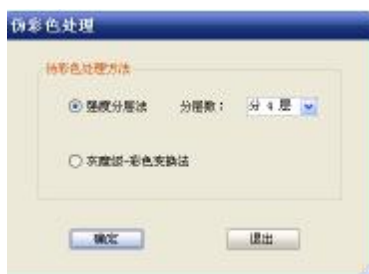 伪彩色处理
伪彩色处理方法
强度分层法 分层数： 分 4 层
灰度级-彩色变换法
确定 退出